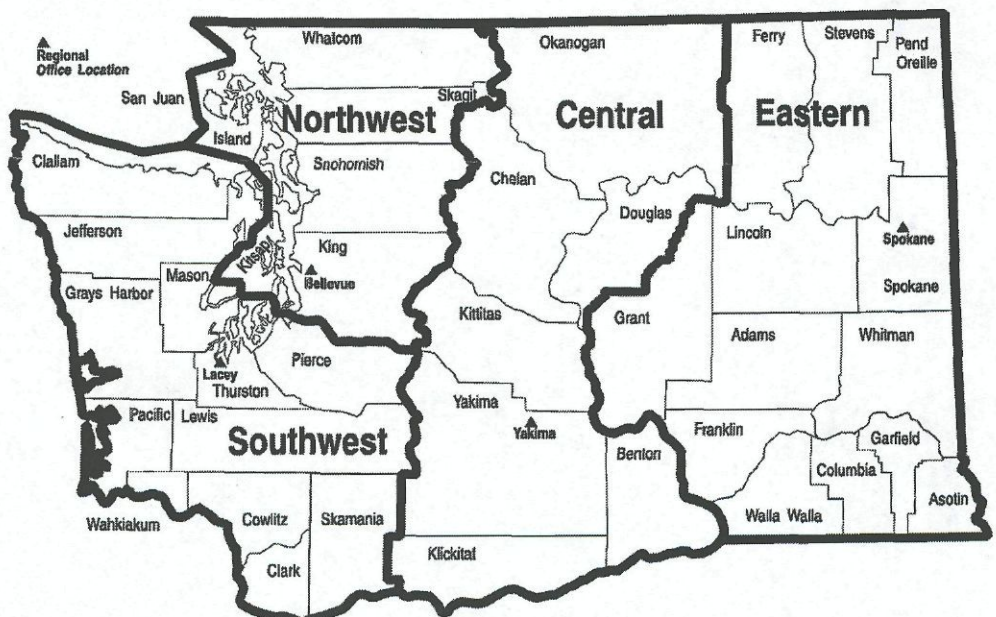 Regional
Office Location
San Juan
Whatcom
Skagit
Island
Northwest
Snohomish
King
Bellevue
Kitsap
Clallam
Jefferson
Mason
Grays Harbor
Pierce
Lacey
Thurston
Pacific
Lewis
Southwest
Wahkiakum
Cowlitz
Skamania
Clark
Okanogan
Central
Chelan
Douglas
Kittitas
Yakima
Yakima
Benton
Klickitat
Ferry
Stevens
Pend
Oreille
Eastern
Lincoln
Spokane
Spokane
Grant
Adams
Whitman
Franklin
Garfield
Columbia
Walla Walla
Asotin